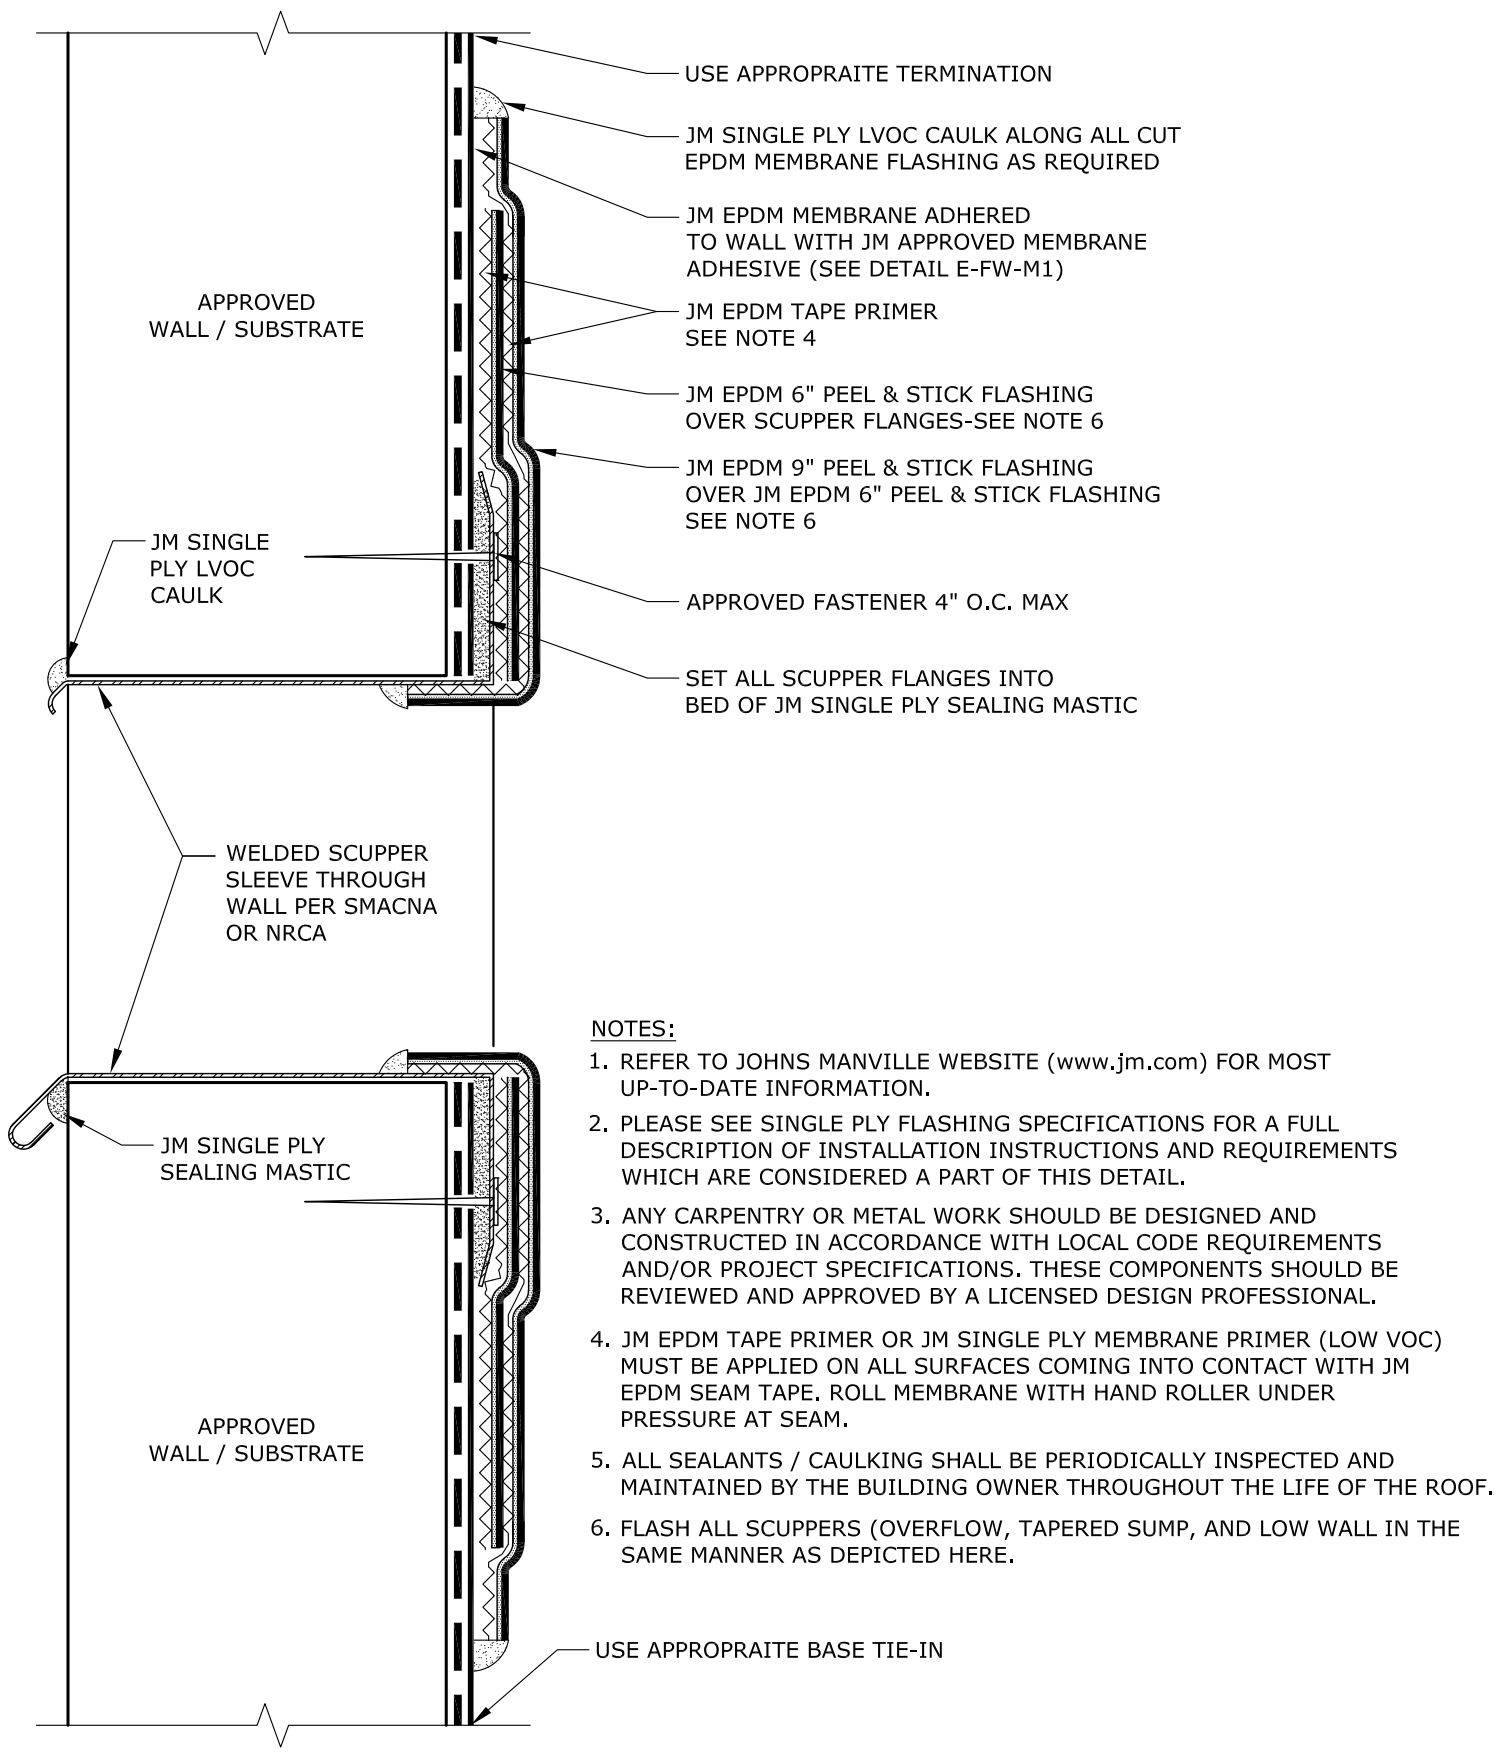 USE APPROPRAITE TERMINATION
JM SINGLE PLY LVOC CAULK ALONG ALL CUT
EPDM MEMBRANE FLASHING AS REQUIRED
JM EPDM MEMBRANE ADHERED
TO WALL WITH JM APPROVED MEMBRANE
ADHESIVE (SEE DETAIL E-FW-M1)
APPROVED
WALL / SUBSTRATE
JM EPDM TAPE PRIMER
SEE NOTE 4
JM EPDM 6" PEEL & STICK FLASHING
OVER SCUPPER FLANGES-SEE NOTE 6
JM EPDM 9" PEEL & STICK FLASHING
OVER JM EPDM 6" PEEL & STICK FLASHING
SEE NOTE 6
JM SINGLE
PLY LVOC
CAULK
APPROVED FASTENER 4" O.C. MAX
SET ALL SCUPPER FLANGES INTO
BED OF JM SINGLE PLY SEALING MASTIC
WELDED SCUPPER
SLEEVE THROUGH
WALL PER SMACNA
OR NRCA
JM SINGLE PLY
SEALING MASTIC
APPROVED
WALL / SUBSTRATE
NOTES:
1. REFER TO JOHNS MANVILLE WEBSITE (www.jm.com) FOR MOST
UP-TO-DATE INFORMATION.
2. PLEASE SEE SINGLE PLY FLASHING SPECIFICATIONS FOR A FULL
DESCRIPTION OF INSTALLATION INSTRUCTIONS AND REQUIREMENTS
WHICH ARE CONSIDERED A PART OF THIS DETAIL.
3. ANY CARPENTRY OR METAL WORK SHOULD BE DESIGNED AND
CONSTRUCTED IN ACCORDANCE WITH LOCAL CODE REQUIREMENTS
AND/OR PROJECT SPECIFICATIONS. THESE COMPONENTS SHOULD BE
REVIEWED AND APPROVED BY A LICENSED DESIGN PROFESSIONAL.
4. JM EPDM TAPE PRIMER OR JM SINGLE PLY MEMBRANE PRIMER (LOW VOC)
MUST BE APPLIED ON ALL SURFACES COMING INTO CONTACT WITH JM
EPDM SEAM TAPE. ROLL MEMBRANE WITH HAND ROLLER UNDER
PRESSURE AT SEAM.
5. ALL SEALANTS / CAULKING SHALL BE PERIODICALLY INSPECTED AND
MAINTAINED BY THE BUILDING OWNER THROUGHOUT THE LIFE OF THE ROOF.
6. FLASH ALL SCUPPERS (OVERFLOW, TAPERED SUMP, AND LOW WALL IN THE
SAME MANNER AS DEPICTED HERE.
USE APPROPRAITE BASE TIE-IN